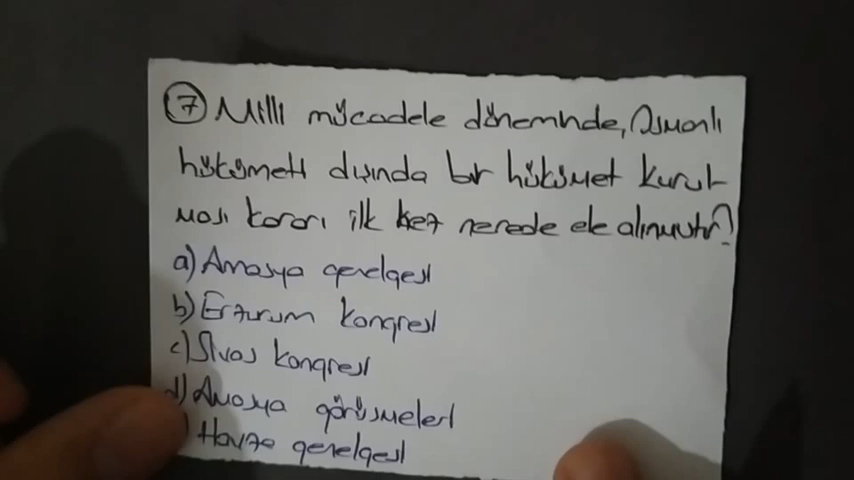 7 Milli mücadele döneminde, Osmanlı
hükümeti dışında bir hükümet kurul-
ması kararı ilk kez nerede ele alınmıştır?
a) Amasya genelgesi
b) Erzurum kongresi
c) Sivas kongresi
d) Amasya görüşmeleri
) Havza genelgesi